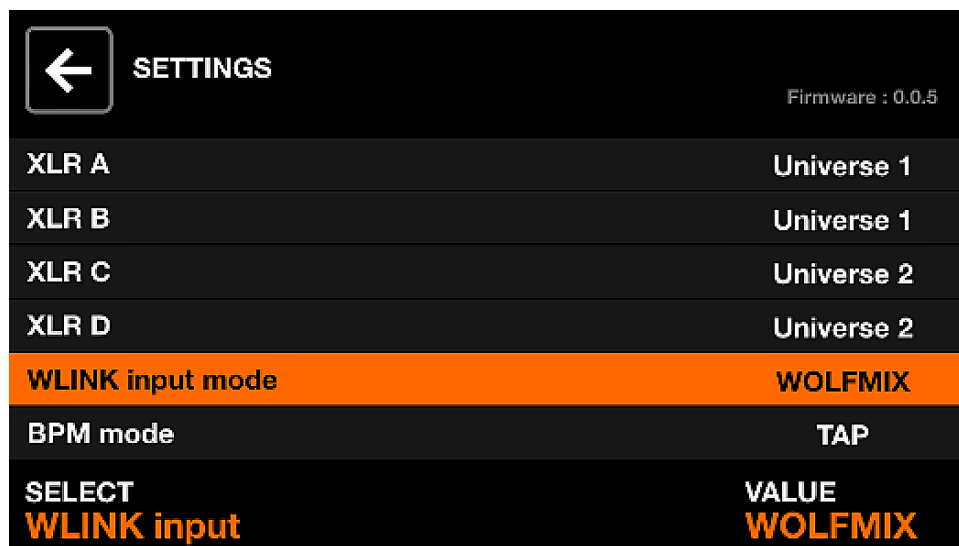 SETTINGS
Firmware : 0.0.5
XLR A Universe 1
XLR B Universe 1
XLR C Universe 2
XLR D Universe 2
WLINK input mode WOLFMIX
BPM mode TAP
SELECT VALUE
WLINK input WOLFMIX